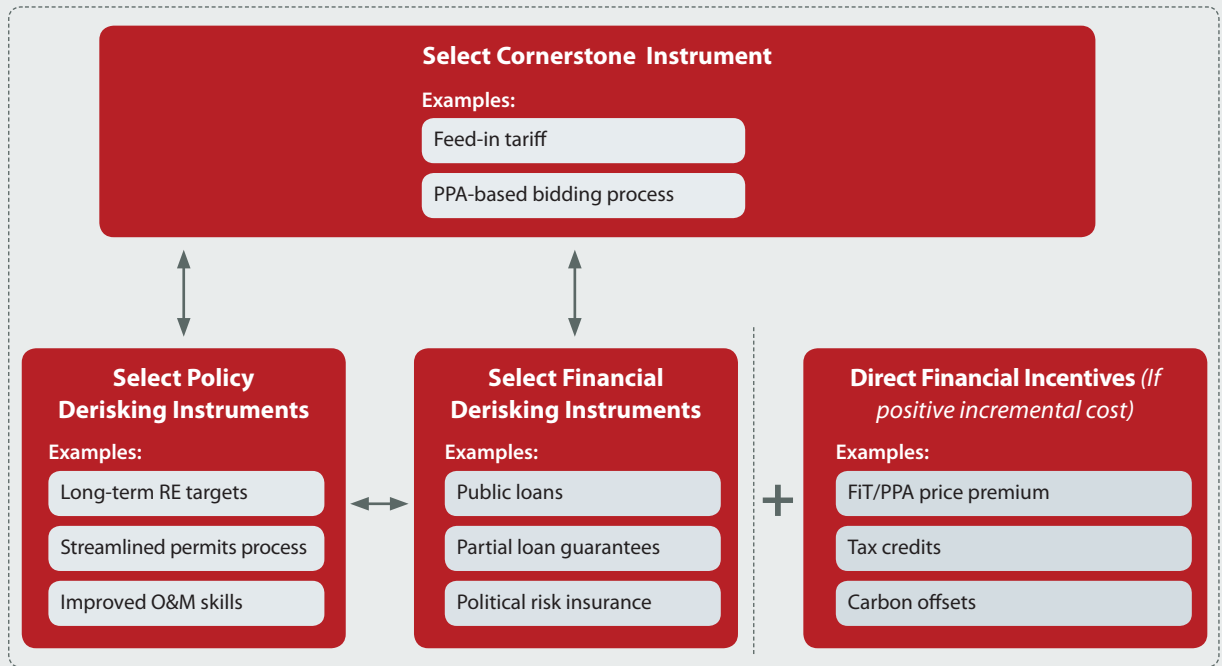 Select Cornerstone Instrument
Examples:
Feed-in tariff
PPA-based bidding process
Select Policy
Derisking Instruments
Examples:
Long-term RE targets
Streamlined permits process
Improved O&M skills
Select Financial
Derisking Instruments
Examples:
Public loans
Partial loan guarantees
Political risk insurance
+
Direct Financial Incentives (If
positive incremental cost)
Examples:
FiT/PPA price premium
Tax credits
Carbon offsets